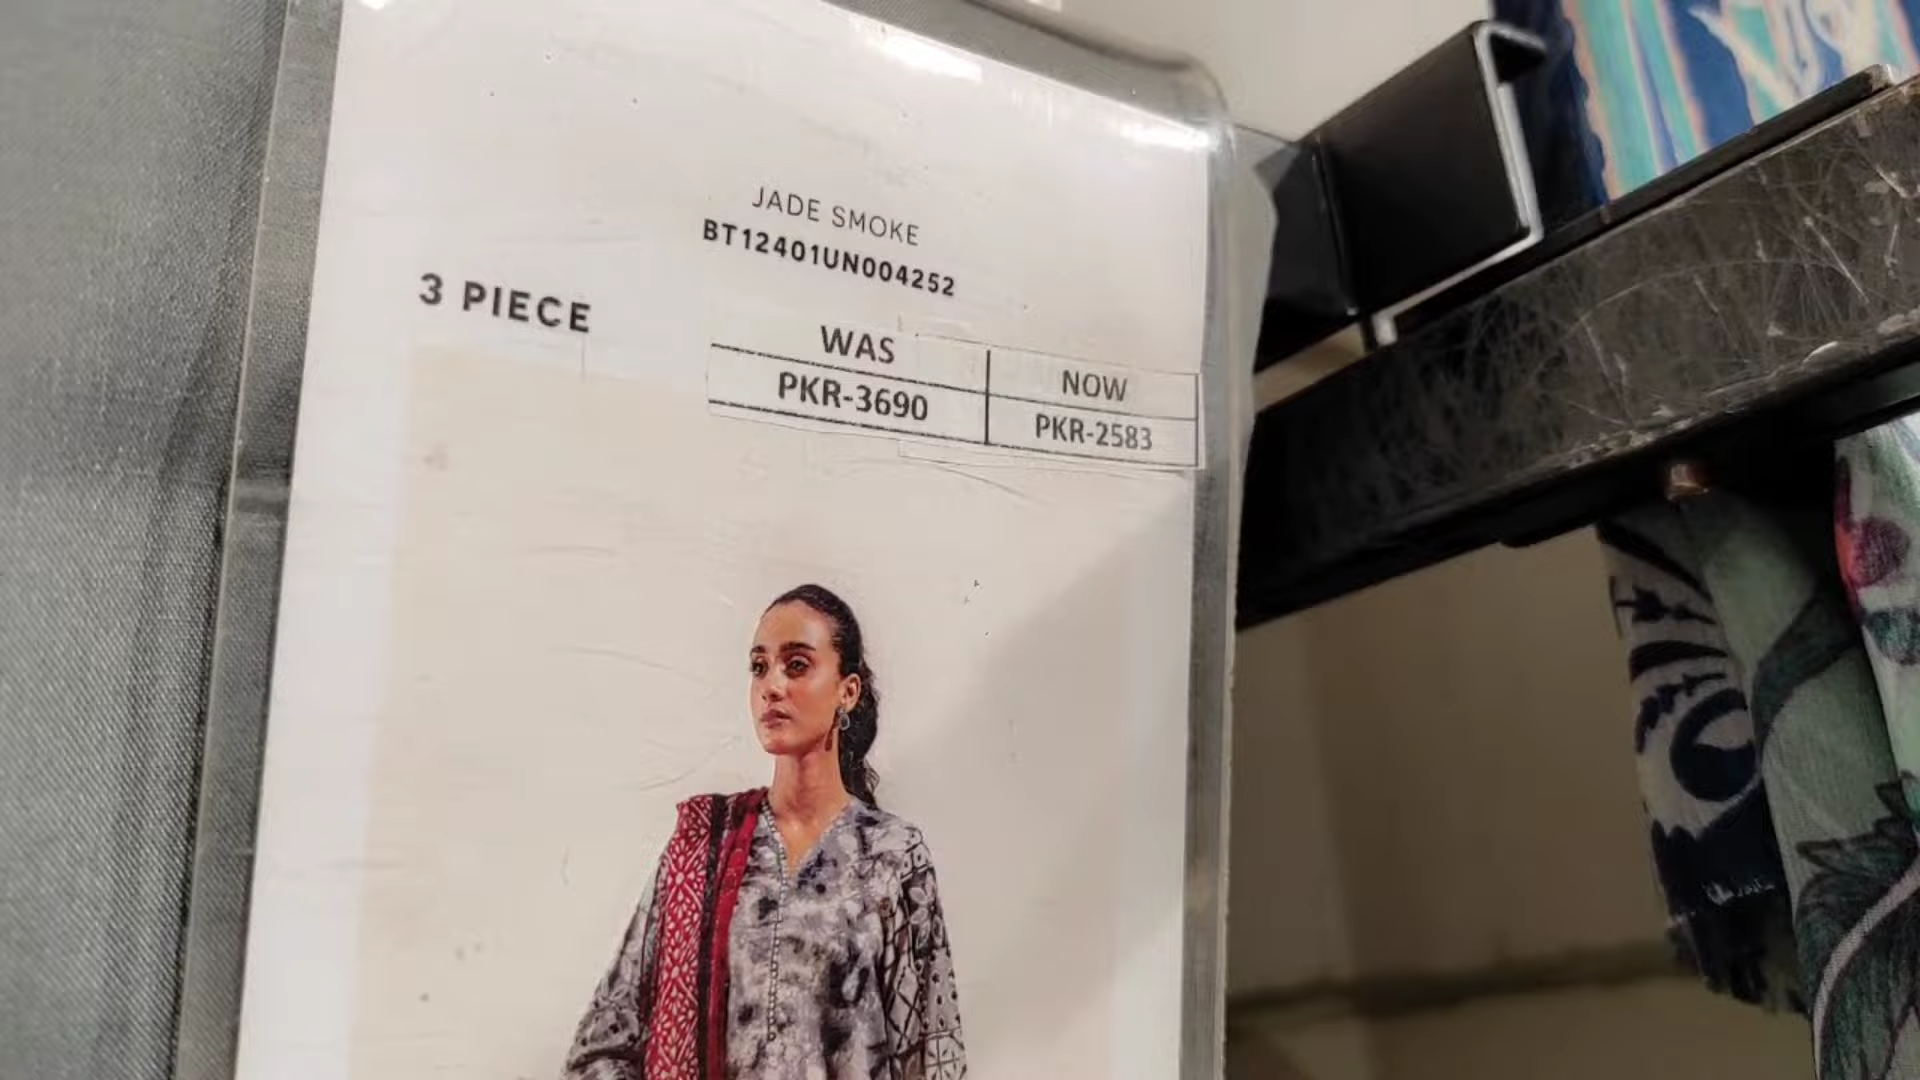 JADE SMOKE
BT12401UN004252
3 PIECE
WAS NOW
PKR-3690 PKR-2583